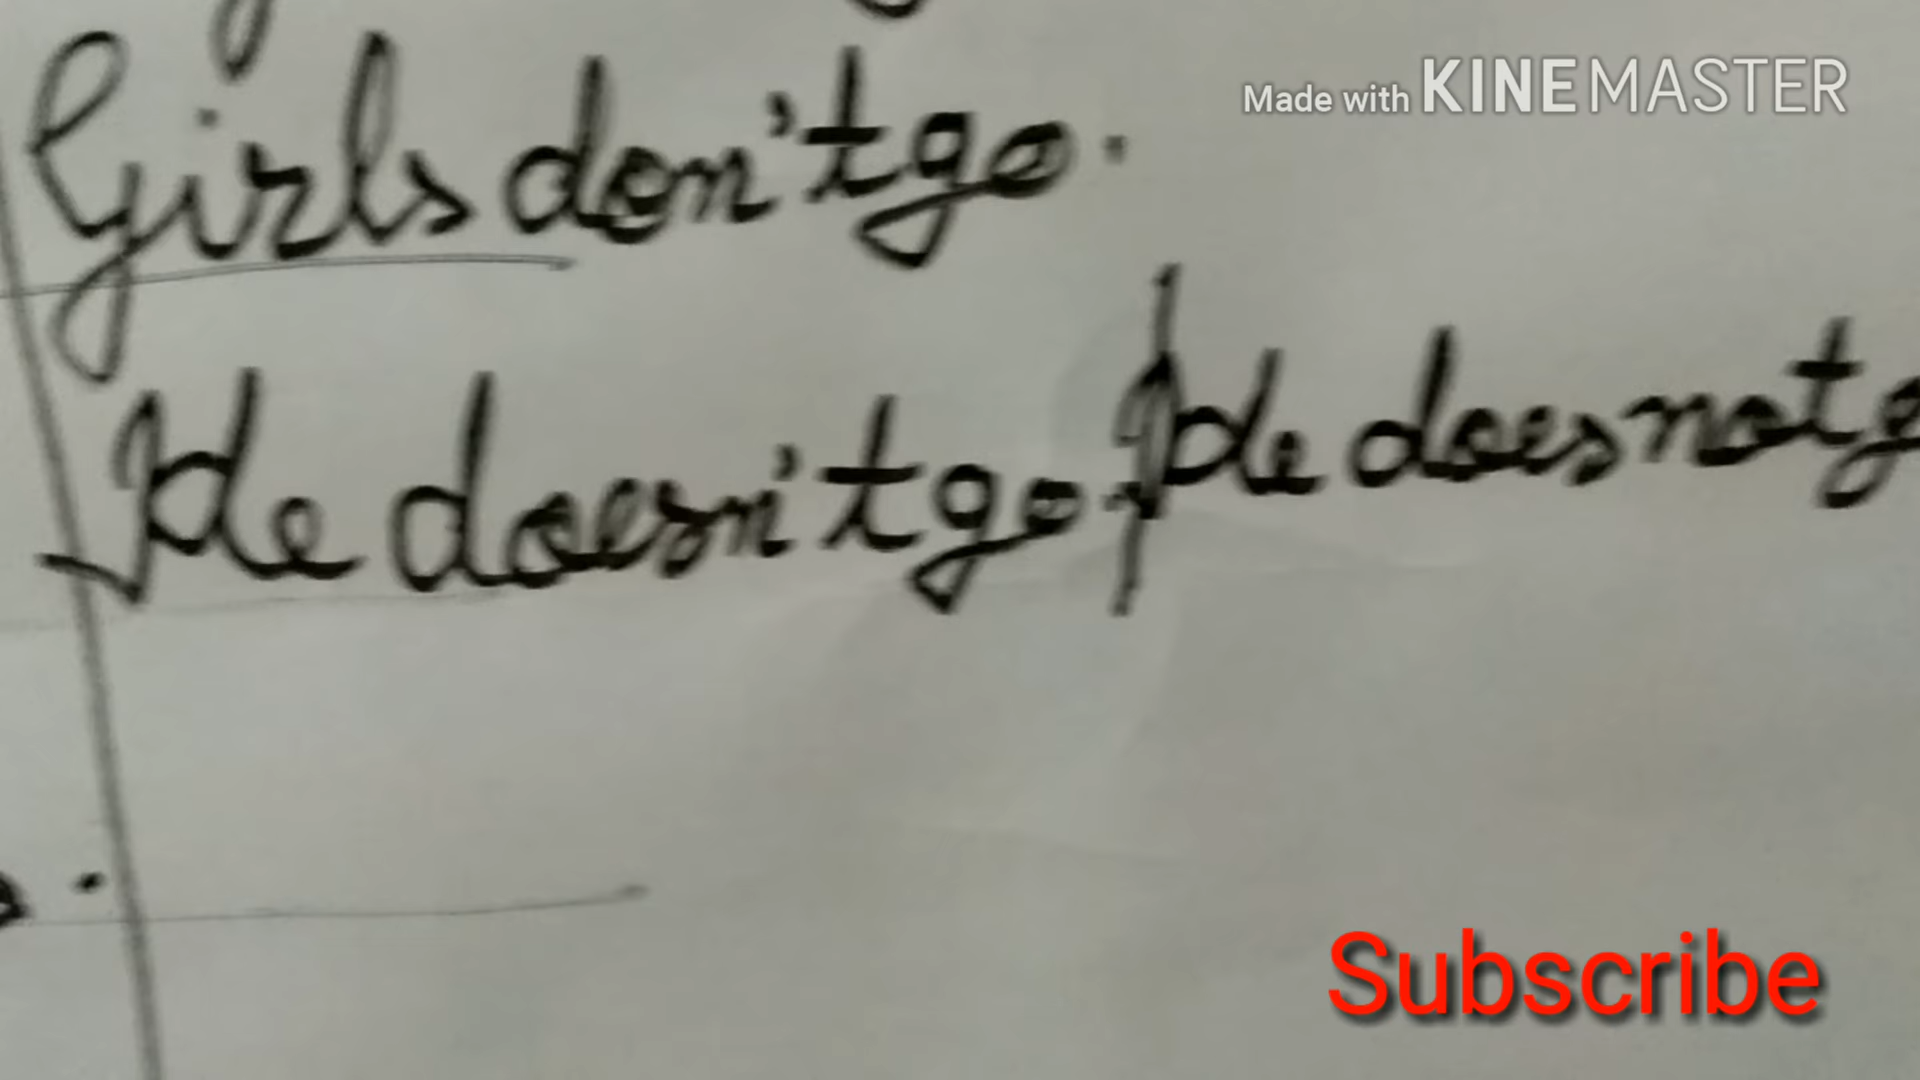 Made with KINEMASTER
Girls don't go.
He doesn't go. He does not g
Subscribe